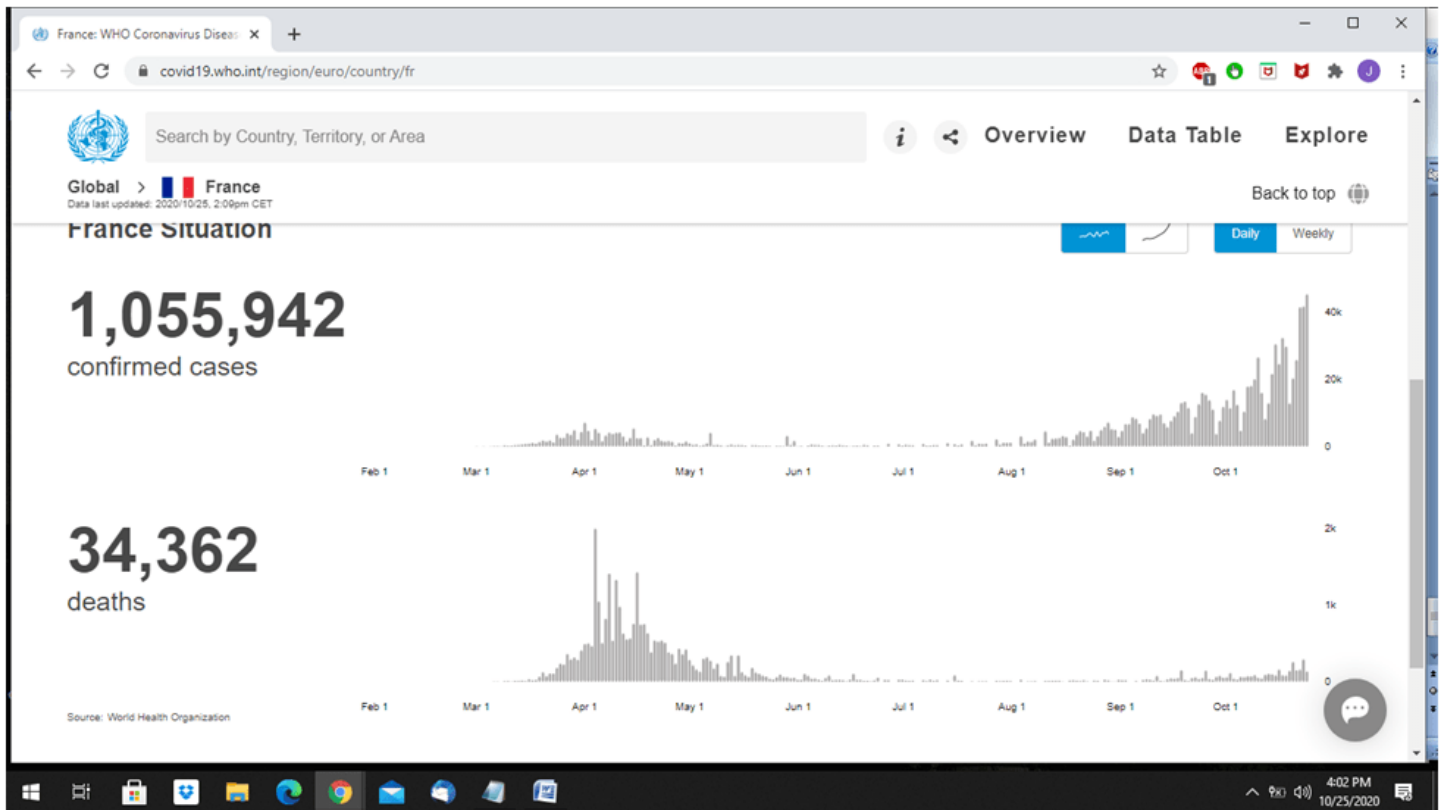 France: WHO Coronavirus Diseas
covid19.who.int/region/euro/country/fr
ABP
1
J
Search by Country, Territory, or Area
i
Overview
Data Table
Explore
Global > France
Data last updated: 2020/10/25, 2:09pm CET
Back to top
France Situation
Daily
Weekly
1,055,942
confirmed cases
40k
20k
0
Feb 1
Mar 1
Apr 1
May 1
Jun 1
Jul 1
Aug 1
Sep 1
Oct 1
34,362
deaths
2k
1k
0
Feb 1
Mar 1
Apr 1
May 1
Jun 1
Jul 1
Aug 1
Sep 1
Oct 1
Source: World Health Organization
4:02 PM
10/25/2020